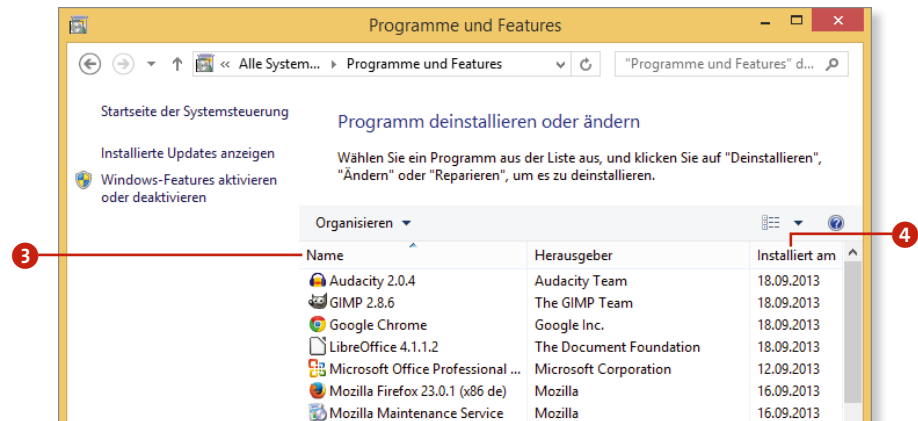 Programme und Features
« Alle System... Programme und Features
"Programme und Features" d...
Startseite der Systemsteuerung
Installierte Updates anzeigen
Windows-Features aktivieren
oder deaktivieren
Programm deinstallieren oder ändern
Wählen Sie ein Programm aus der Liste aus, und klicken Sie auf "Deinstallieren",
"Ändern" oder "Reparieren", um es zu deinstallieren.
Organisieren
3 Name Herausgeber Installiert am 4
Audacity 2.0.4 Audacity Team 18.09.2013
GIMP 2.8.6 The GIMP Team 18.09.2013
Google Chrome Google Inc. 18.09.2013
LibreOffice 4.1.1.2 The Document Foundation 18.09.2013
Microsoft Office Professional ... Microsoft Corporation 12.09.2013
Mozilla Firefox 23.0.1 (x86 de) Mozilla 16.09.2013
Mozilla Maintenance Service Mozilla 16.09.2013